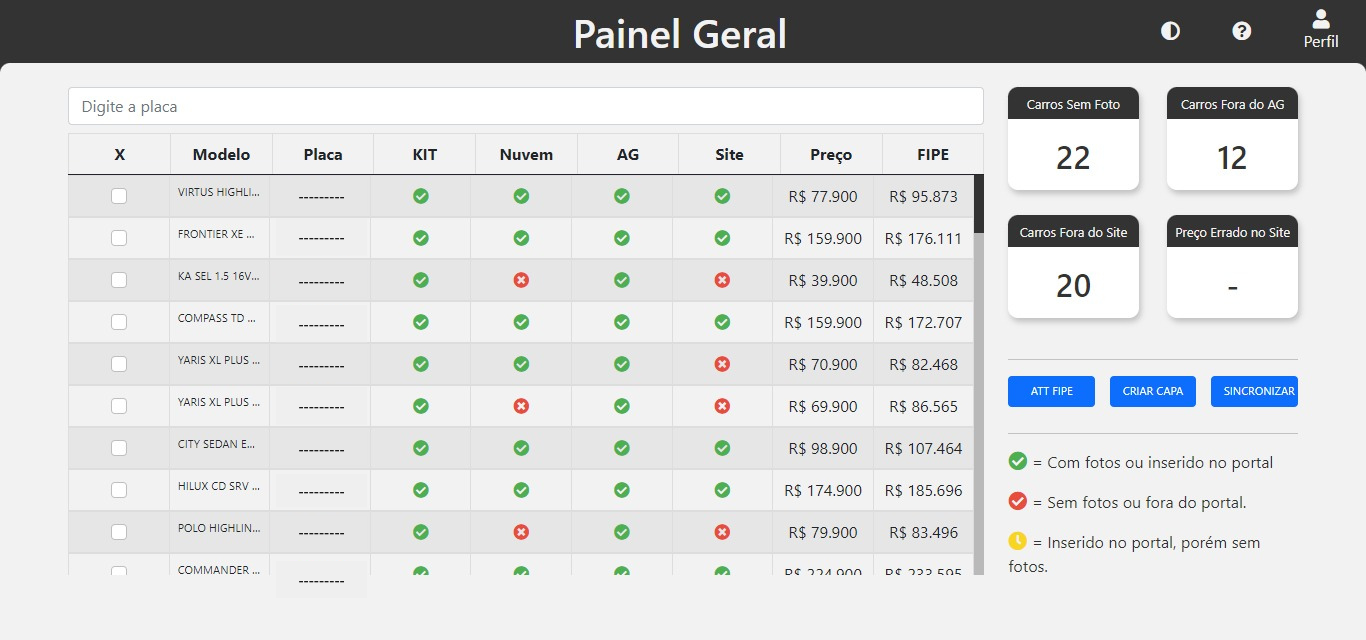 Painel Geral
?
Perfil
Digite a placa
X Modelo Placa KIT Nuvem AG Site Preço FIPE
VIRTUS HIGHLI... --------- R$ 77.900 R$ 95.873
FRONTIER XE ... --------- R$ 159.900 R$ 176.111
KA SEL 1.5 16V... --------- R$ 39.900 R$ 48.508
COMPASS TD ... --------- R$ 159.900 R$ 172.707
YARIS XL PLUS ... --------- R$ 70.900 R$ 82.468
YARIS XL PLUS ... --------- R$ 69.900 R$ 86.565
CITY SEDAN E... --------- R$ 98.900 R$ 107.464
HILUX CD SRV ... --------- R$ 174.900 R$ 185.696
POLO HIGHLIN... --------- R$ 79.900 R$ 83.496
COMMANDER ... --------- R$ 224.900 R$ 233.595
Carros Sem Foto
22
Carros Fora do AG
12
Carros Fora do Site
20
Preço Errado no Site
-
ATT FIPE
CRIAR CAPA
SINCRONIZAR
= Com fotos ou inserido no portal
= Sem fotos ou fora do portal.
= Inserido no portal, porém sem
fotos.